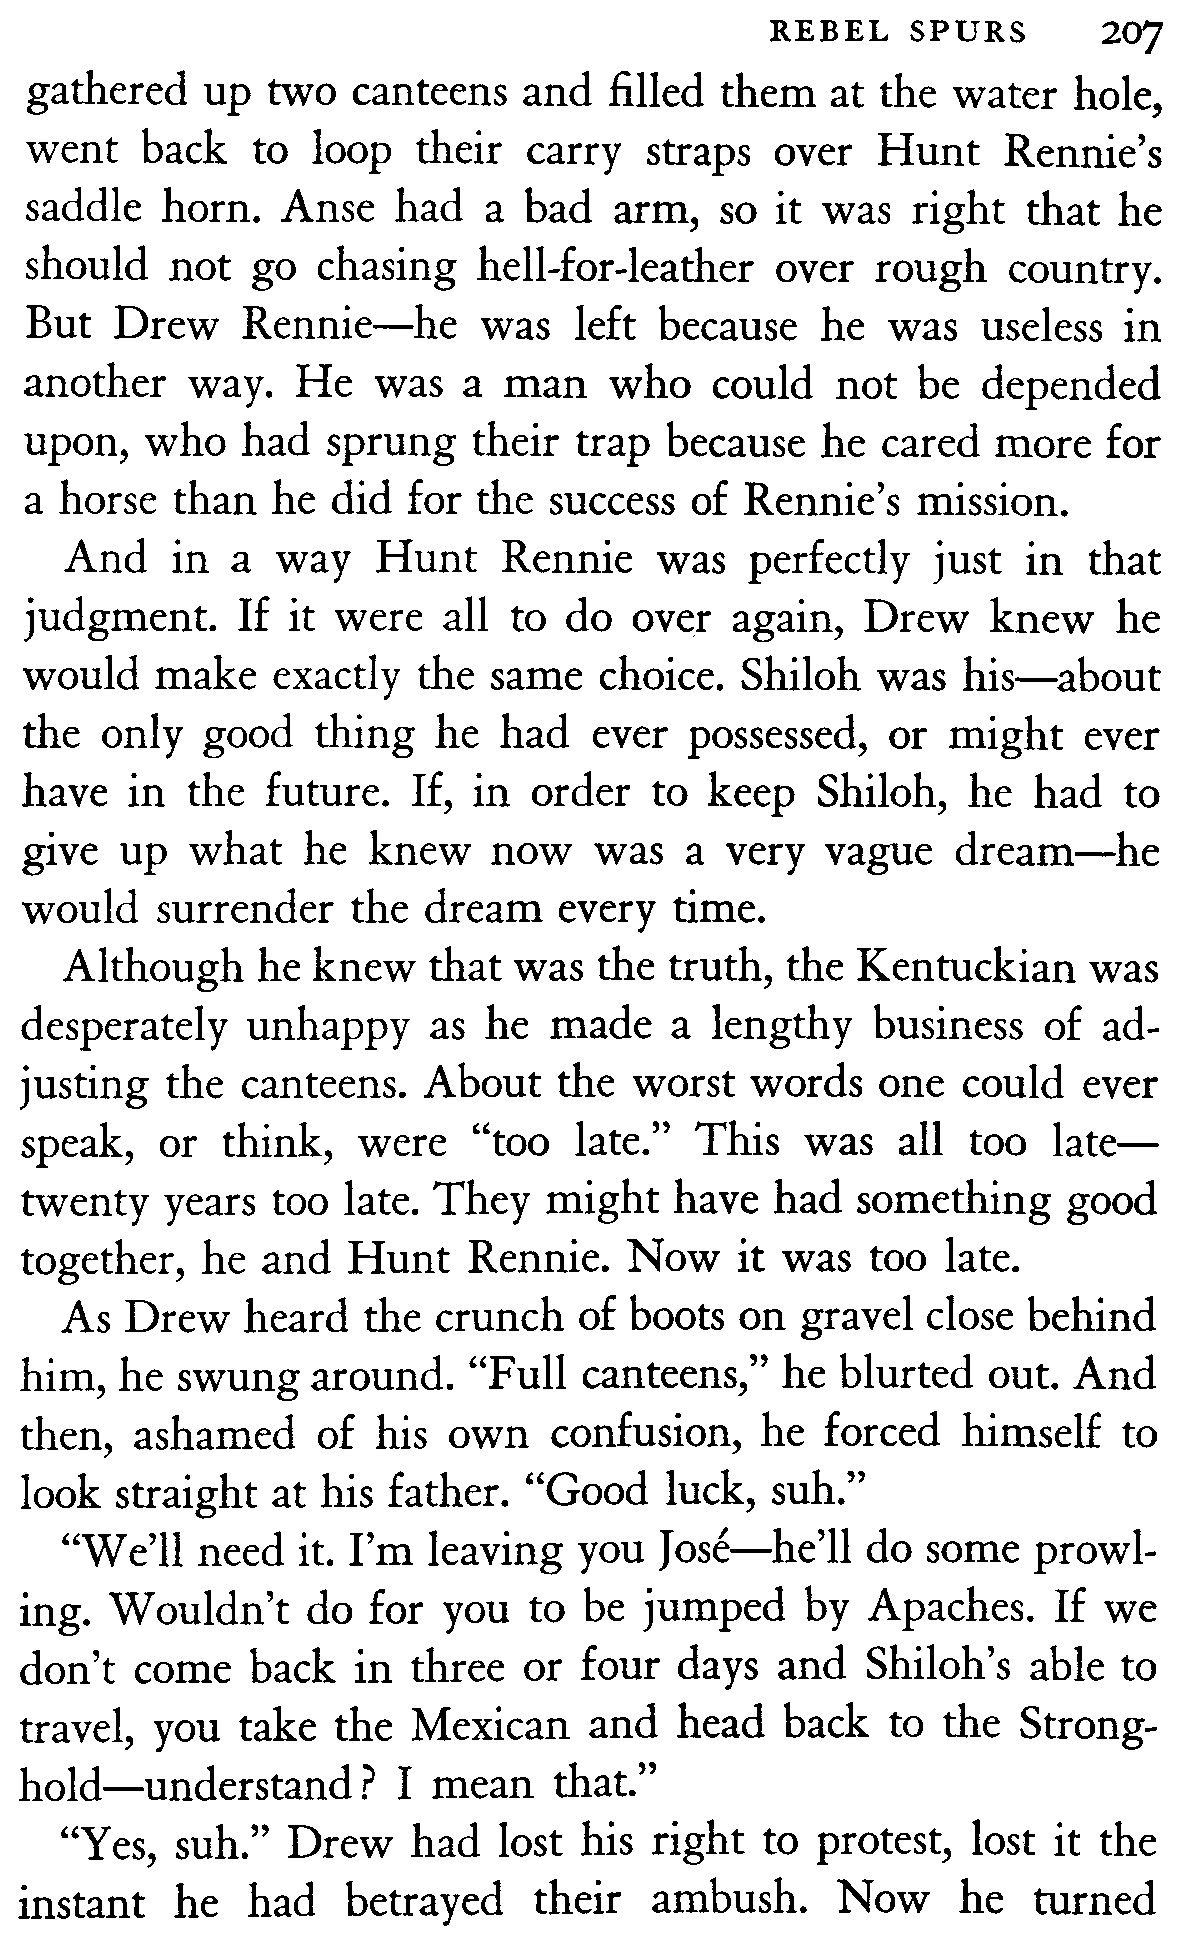 REBEL SPURS 207
gathered up two canteens and filled them at the water hole,
went back to loop their carry straps over Hunt Rennie's
saddle horn. Anse had a bad arm, so it was right that he
should not go chasing hell-for-leather over rough country.
But Drew Rennie—he was left because he was useless in
another way. He was a man who could not be depended
upon, who had sprung their trap because he cared more for
a horse than he did for the success of Rennie's mission.
And in a way Hunt Rennie was perfectly just in that
judgment. If it were all to do over again, Drew knew he
would make exactly the same choice. Shiloh was his—about
the only good thing he had ever possessed, or might ever
have in the future. If, in order to keep Shiloh, he had to
give up what he knew now was a very vague dream—he
would surrender the dream every time.
Although he knew that was the truth, the Kentuckian was
desperately unhappy as he made a lengthy business of ad-
justing the canteens. About the worst words one could ever
speak, or think, were “too late.” This was all too late—
twenty years too late. They might have had something good
together, he and Hunt Rennie. Now it was too late.
As Drew heard the crunch of boots on gravel close behind
him, he swung around. “Full canteens,” he blurted out. And
then, ashamed of his own confusion, he forced himself to
look straight at his father. “Good luck, suh.”
“We'll need it. I'm leaving you José—he'll do some prowl-
ing. Wouldn't do for you to be jumped by Apaches. If we
don't come back in three or four days and Shiloh's able to
travel, you take the Mexican and head back to the Strong-
hold—understand? I mean that.”
“Yes, suh.” Drew had lost his right to protest, lost it the
instant he had betrayed their ambush. Now he turned